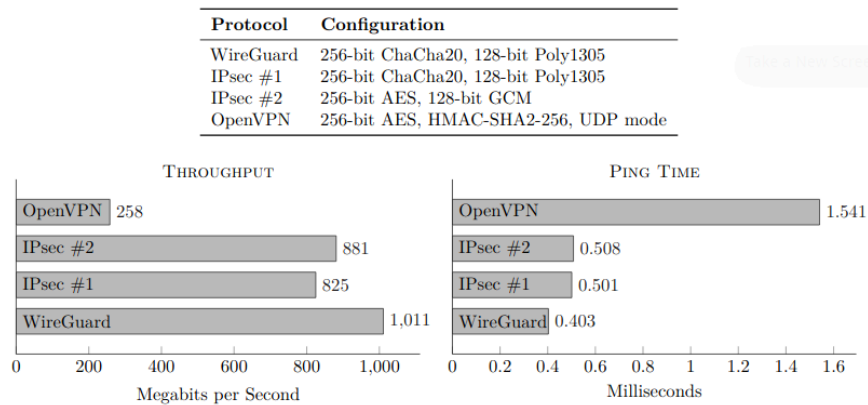 Protocol Configuration
WireGuard 256-bit ChaCha20, 128-bit Poly1305
IPsec #1 256-bit ChaCha20, 128-bit Poly1305
IPsec #2 256-bit AES, 128-bit GCM
OpenVPN 256-bit AES, HMAC-SHA2-256, UDP mode
Throughput
OpenVPN 258
IPsec #2 881
IPsec #1 825
WireGuard 1,011
0 200 400 600 800 1,000
Megabits per Second
Ping Time
OpenVPN 1.541
IPsec #2 0.508
IPsec #1 0.501
WireGuard 0.403
0 0.2 0.4 0.6 0.8 1 1.2 1.4 1.6
Milliseconds